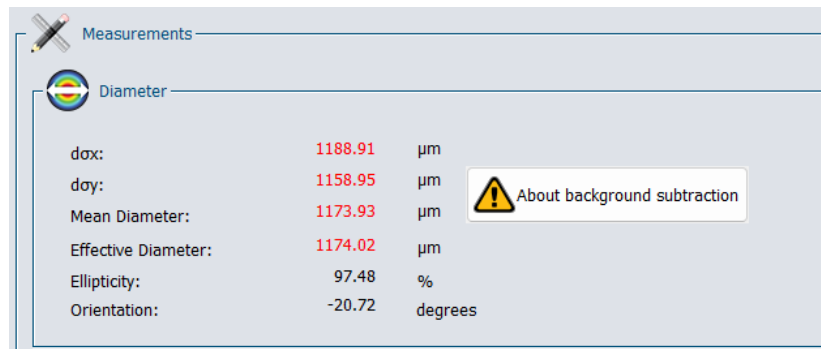 Measurements
Diameter
dσx: 1188.91 µm
dσy: 1158.95 µm
About background subtraction
Mean Diameter: 1173.93 µm
Effective Diameter: 1174.02 µm
Ellipticity: 97.48 %
Orientation: -20.72 degrees